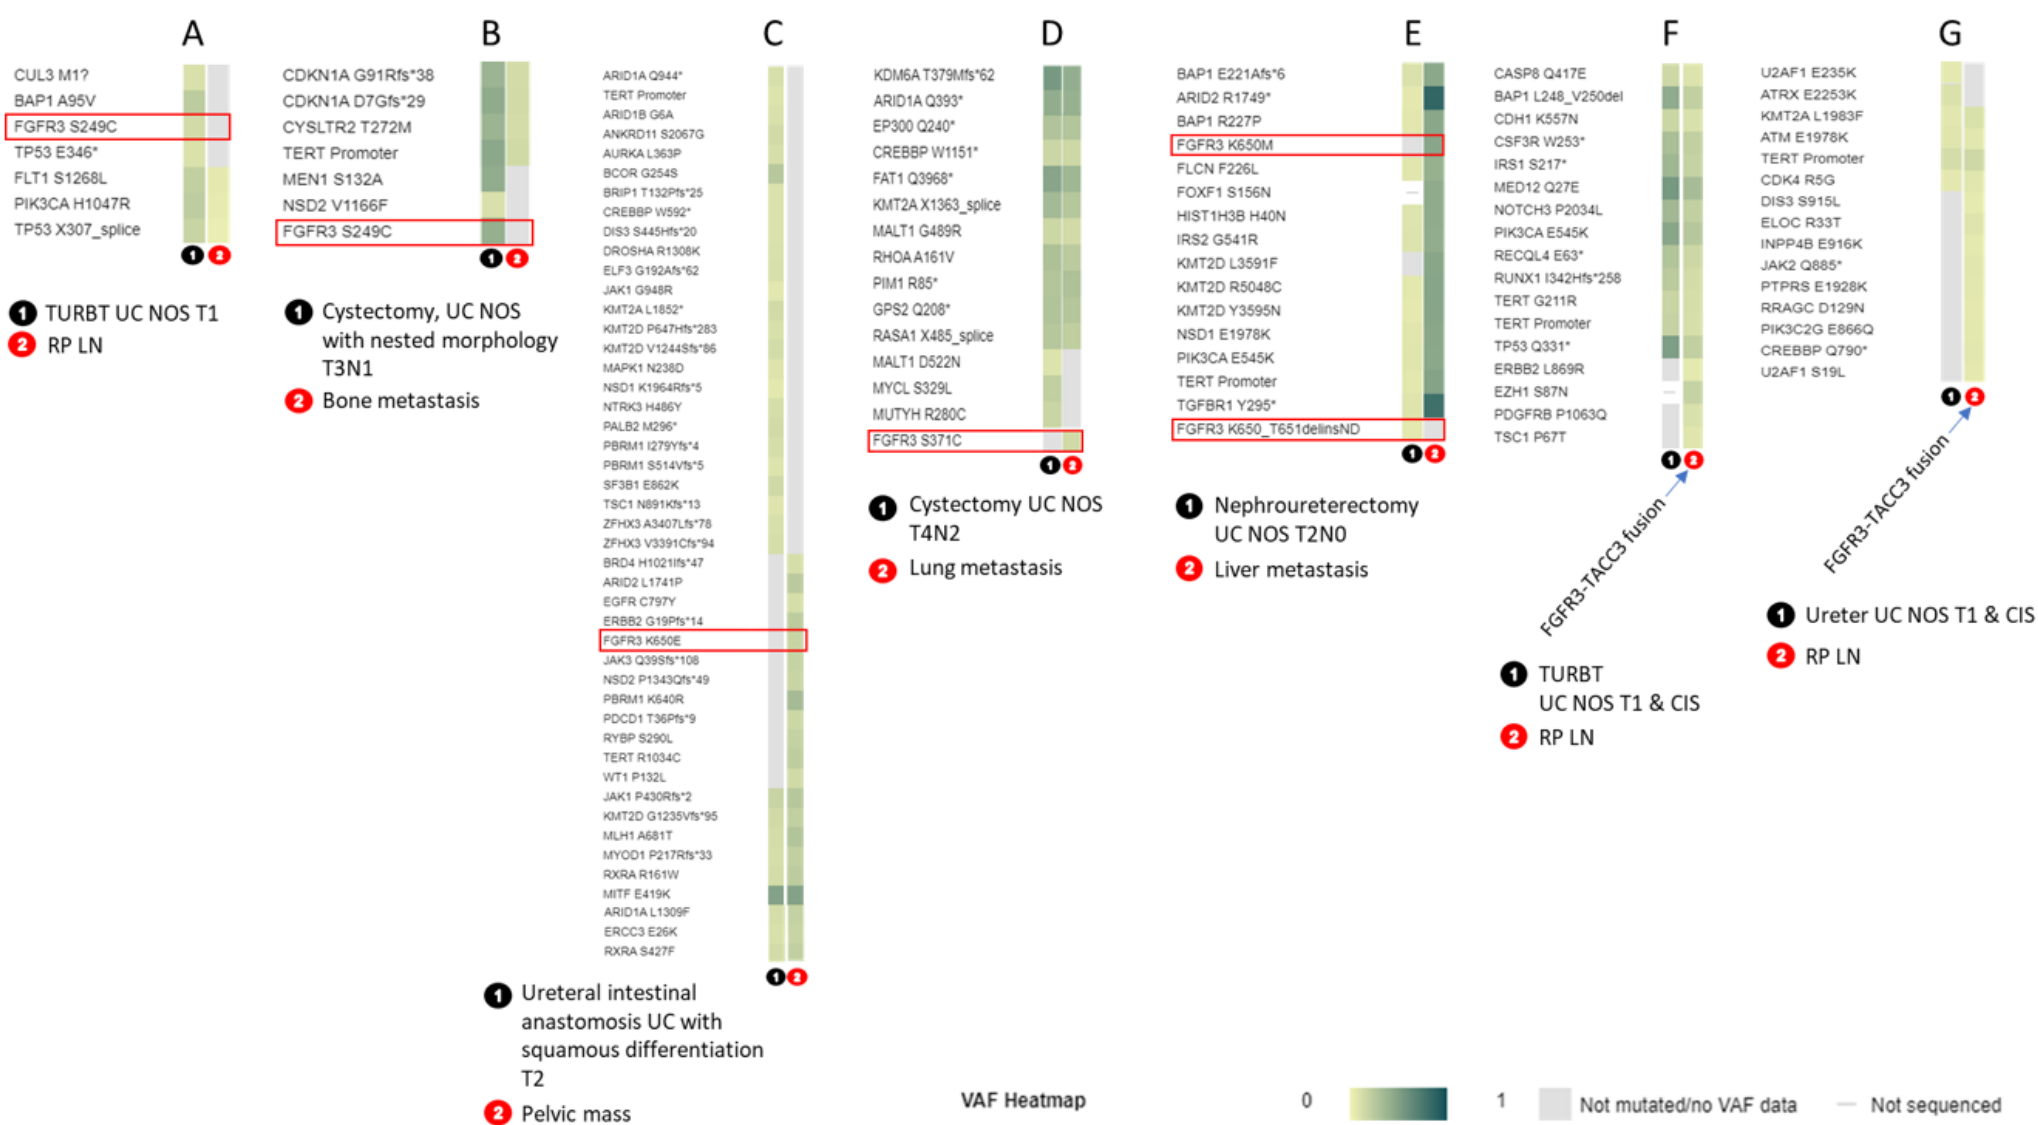 A
CUL3 M1?
BAP1 A95V
FGFR3 S249C
TP53 E346*
FLT1 S1268L
PIK3CA H1047R
TP53 X307_splice
1 2
1 TURBT UC NOS T1
2 RP LN
B
CDKN1A G91Rfs*38
CDKN1A D7Gfs*29
CYSLTR2 T272M
TERT Promoter
MEN1 S132A
NSD2 V1166F
FGFR3 S249C
1 2
1 Cystectomy, UC NOS
with nested morphology
T3N1
2 Bone metastasis
C
ARID1A Q944*
TERT Promoter
ARID1B G6A
ANKRD11 S2067G
AURKA L363P
BCOR G254S
BRIP1 T132Pfs*25
CREBBP W592*
DIS3 S445Hfs*20
DROSHA R1308K
ELF3 G192Afs*62
JAK1 G948R
KMT2A L1852*
KMT2D P647Hfs*283
KMT2D V1244Sfs*86
MAPK1 N238D
NSD1 K1964Rfs*5
NTRK3 H486Y
PALB2 M296*
PBRM1 I279Yfs*4
PBRM1 S514Vfs*5
SF3B1 E862K
TSC1 N891Kfs*13
ZFHX3 A3407Lfs*78
ZFHX3 V3391Cfs*94
BRD4 H1021Ifs*47
ARID2 L1741P
EGFR C797Y
ERBB2 G19Pfs*14
FGFR3 K650E
JAK3 Q39Sfs*108
NSD2 P1343Qfs*49
PBRM1 K640R
PDCD1 T36Pfs*9
RYBP S290L
TERT R1034C
WT1 P132L
JAK1 P430Rfs*2
KMT2D G1235Vfs*95
MLH1 A681T
MYOD1 P217Rfs*33
RXRA R161W
MITF E419K
ARID1A L1309F
ERCC3 E26K
RXRA S427F
1 2
1 Ureteral intestinal
anastomosis UC with
squamous differentiation
T2
2 Pelvic mass
D
KDM6A T379Mfs*62
ARID1A Q393*
EP300 Q240*
CREBBP W1151*
FAT1 Q3968*
KMT2A X1363_splice
MALT1 G489R
RHOA A161V
PIM1 R85*
GPS2 Q208*
RASA1 X485_splice
MALT1 D522N
MYCL S329L
MUTYH R280C
FGFR3 S371C
1 2
1 Cystectomy UC NOS
T4N2
2 Lung metastasis
E
BAP1 E221Afs*6
ARID2 R1749*
BAP1 R227P
FGFR3 K650M
FLCN F226L
FOXF1 S156N
HIST1H3B H40N
IRS2 G541R
KMT2D L3591F
KMT2D R5048C
KMT2D Y3595N
NSD1 E1978K
PIK3CA E545K
TERT Promoter
TGFBR1 Y295*
FGFR3 K650_T651delinsND
1 2
1 Nephroureterectomy
UC NOS T2N0
2 Liver metastasis
F
CASP8 Q417E
BAP1 L248_V250del
CDH1 K557N
CSF3R W253*
IRS1 S217*
MED12 Q27E
NOTCH3 P2034L
PIK3CA E545K
RECQL4 E63*
RUNX1 I342Hfs*258
TERT G211R
TERT Promoter
TP53 Q331*
ERBB2 L869R
EZH1 S87N
PDGFRB P1063Q
TSC1 P67T
1 2
FGFR3-TACC3 fusion
1 TURBT
UC NOS T1 & CIS
2 RP LN
G
U2AF1 E235K
ATRX E2253K
KMT2A L1983F
ATM E1978K
TERT Promoter
CDK4 R5G
DIS3 S915L
ELOC R33T
INPP4B E916K
JAK2 Q885*
PTPRS E1928K
RRAGC D129N
PIK3C2G E866Q
CREBBP Q790*
U2AF1 S19L
1 2
FGFR3-TACC3 fusion
1 Ureter UC NOS T1 & CIS
2 RP LN
VAF Heatmap 0 1 Not mutated/no VAF data — Not sequenced